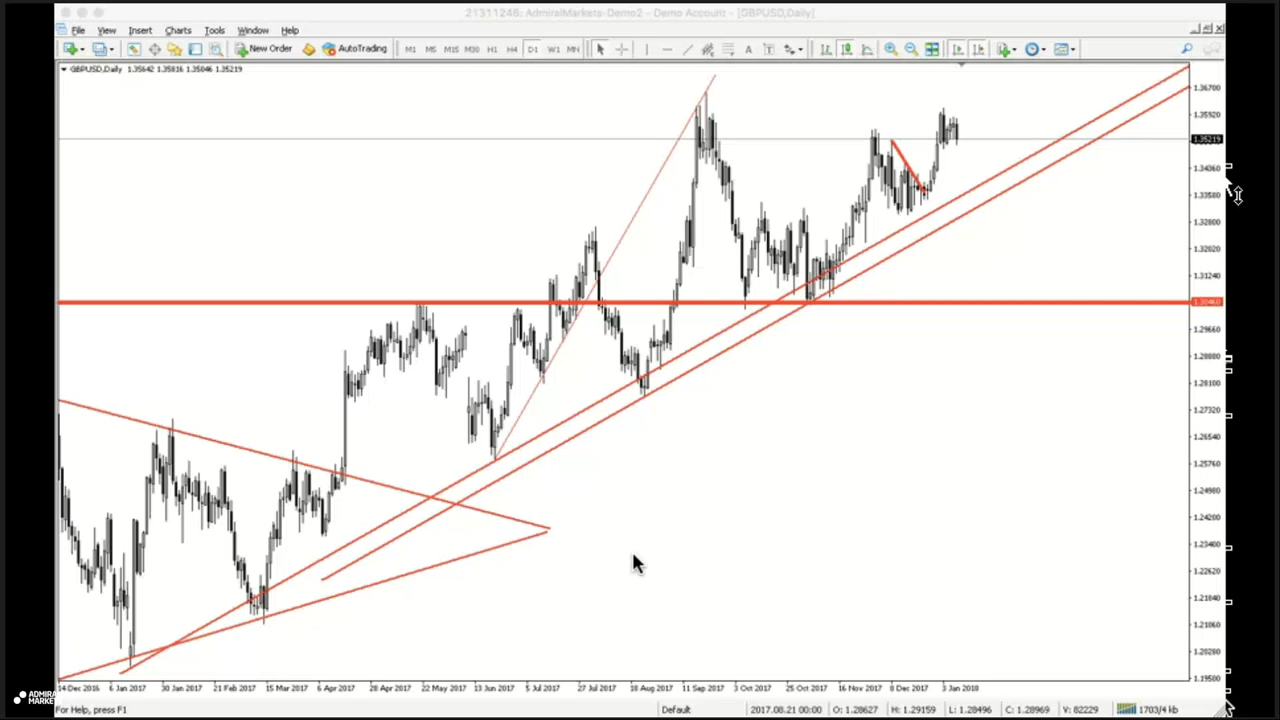 21311246: AdmiralMarkets-Demo2 - Demo Account - [GBPUSD,Daily]
File View Insert Charts Tools Window Help
New Order AutoTrading M1 M5 M15 M30 H1 H4 D1 W1 MN
GBPUSD,Daily 1.35642 1.35816 1.35046 1.35219
1.36700
1.35920
1.35219
1.34360
1.33580
1.32800
1.32020
1.31240
1.30460
1.29660
1.28880
1.28100
1.27320
1.26540
1.25760
1.24980
1.24200
1.23400
1.22620
1.21840
1.21060
1.20280
1.19500
14 Dec 2016 6 Jan 2017 30 Jan 2017 21 Feb 2017 15 Mar 2017 6 Apr 2017 28 Apr 2017 22 May 2017 13 Jun 2017 5 Jul 2017 27 Jul 2017 18 Aug 2017 11 Sep 2017 3 Oct 2017 25 Oct 2017 16 Nov 2017 8 Dec 2017 3 Jan 2018
ADMIRA
MARKE
For Help, press F1 Default 2017.08.21 00:00 O: 1.28627 H: 1.29159 L: 1.28496 C: 1.28969 V: 82229 1703/4 kb